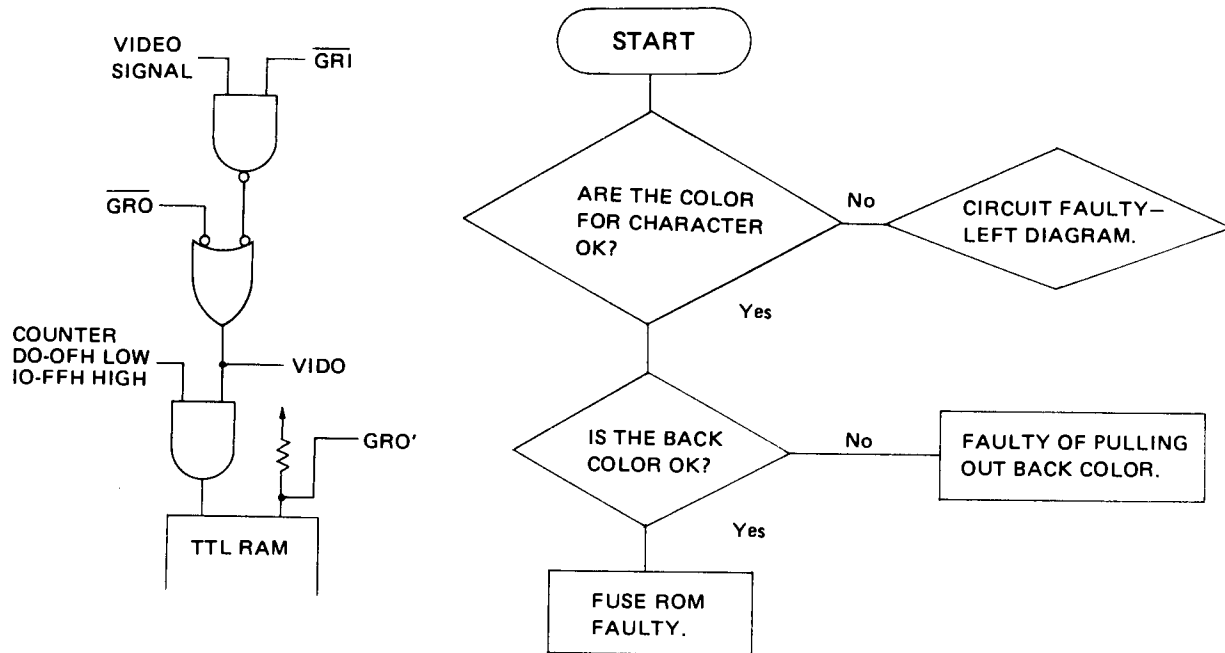 VIDEO
SIGNAL
GRI
GRO
COUNTER
DO-OFH LOW
IO-FFH HIGH
VIDO
GRO'
TTL RAM
START
ARE THE COLOR
FOR CHARACTER
OK?
No
CIRCUIT FAULTY–
LEFT DIAGRAM.
Yes
IS THE BACK
COLOR OK?
No
FAULTY OF PULLING
OUT BACK COLOR.
Yes
FUSE ROM
FAULTY.